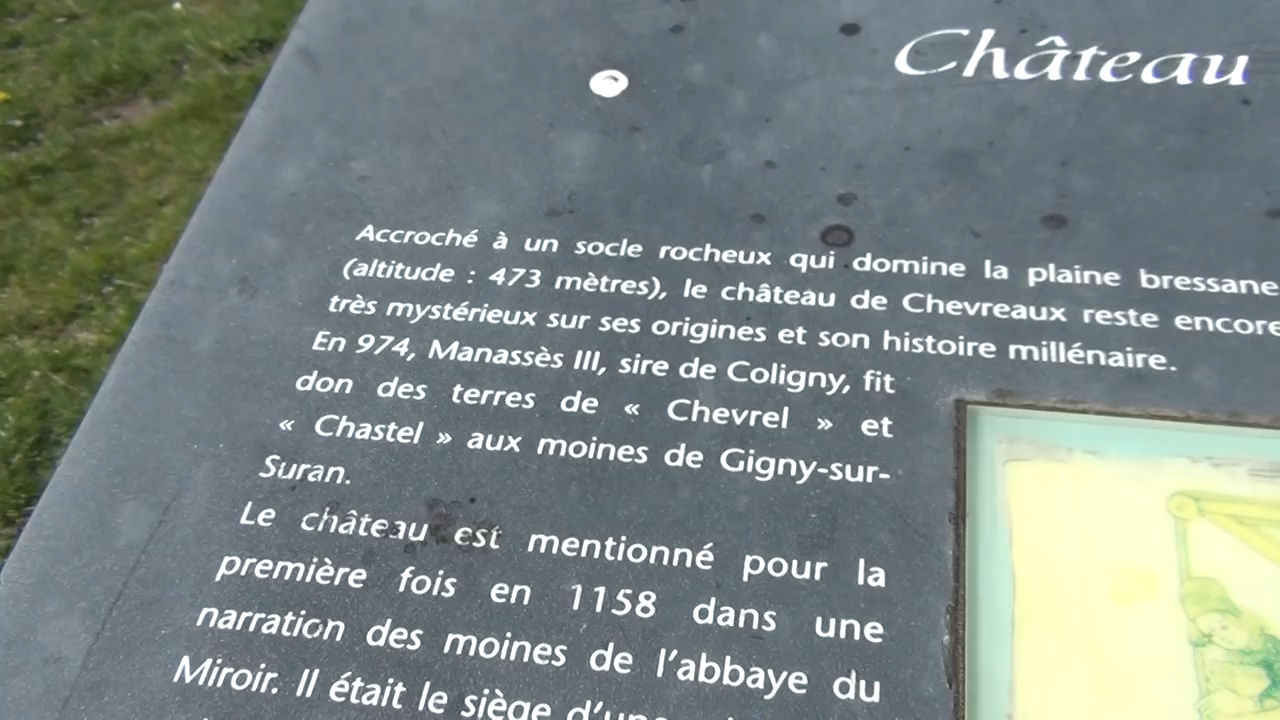 Château
Accroché à un socle rocheux qui domine la plaine bressane
(altitude : 473 mètres), le château de Chevreaux reste encore
très mystérieux sur ses origines et son histoire millénaire.
En 974, Manassès III, sire de Coligny, fit
don des terres de « Chevrel » et
« Chastel » aux moines de Gigny-sur-
Suran.
Le château est mentionné pour la
première fois en 1158 dans une
narration des moines de l'abbaye du
Miroir. Il était le siège d'une